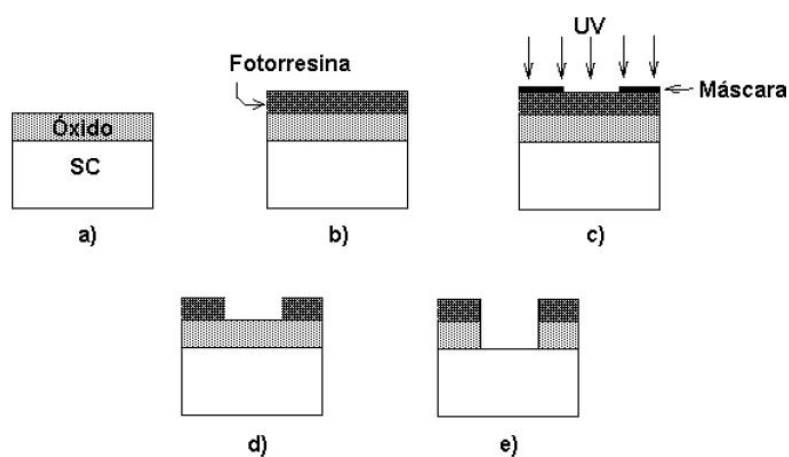 UV
Fotorresina
Máscara
Óxido
SC
a)
b)
c)
d)
e)